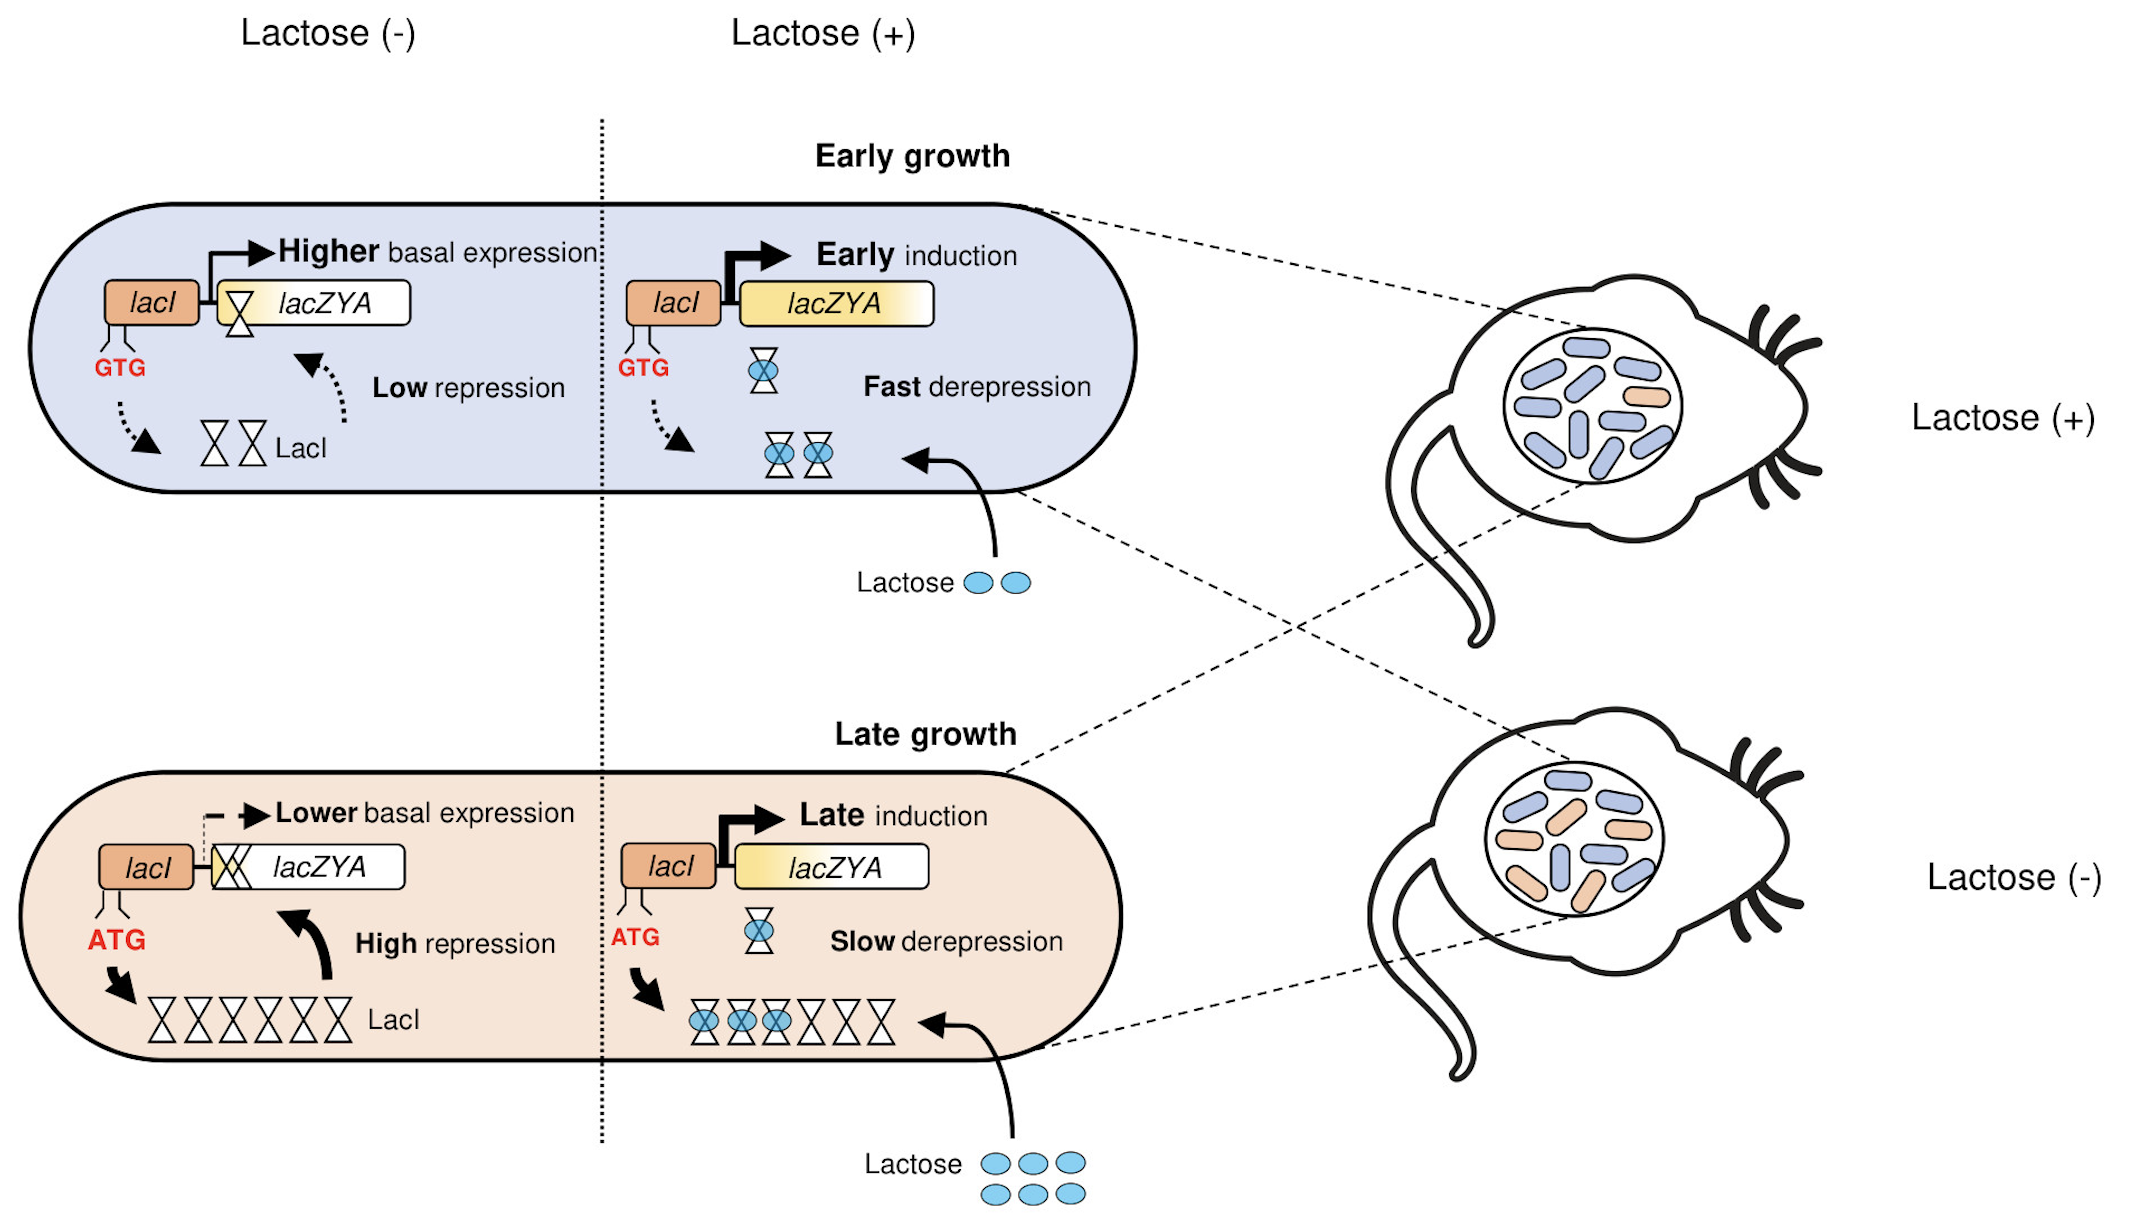 Lactose (-)
Lactose (+)
Early growth
Higher basal expression
Early induction
lacI
lacZYA
lacI
lacZYA
GTG
GTG
Low repression
Fast derepression
LacI
Lactose
Lactose (+)
Late growth
Lower basal expression
Late induction
lacI
lacZYA
lacI
lacZYA
ATG
ATG
High repression
Slow derepression
LacI
Lactose
Lactose (-)